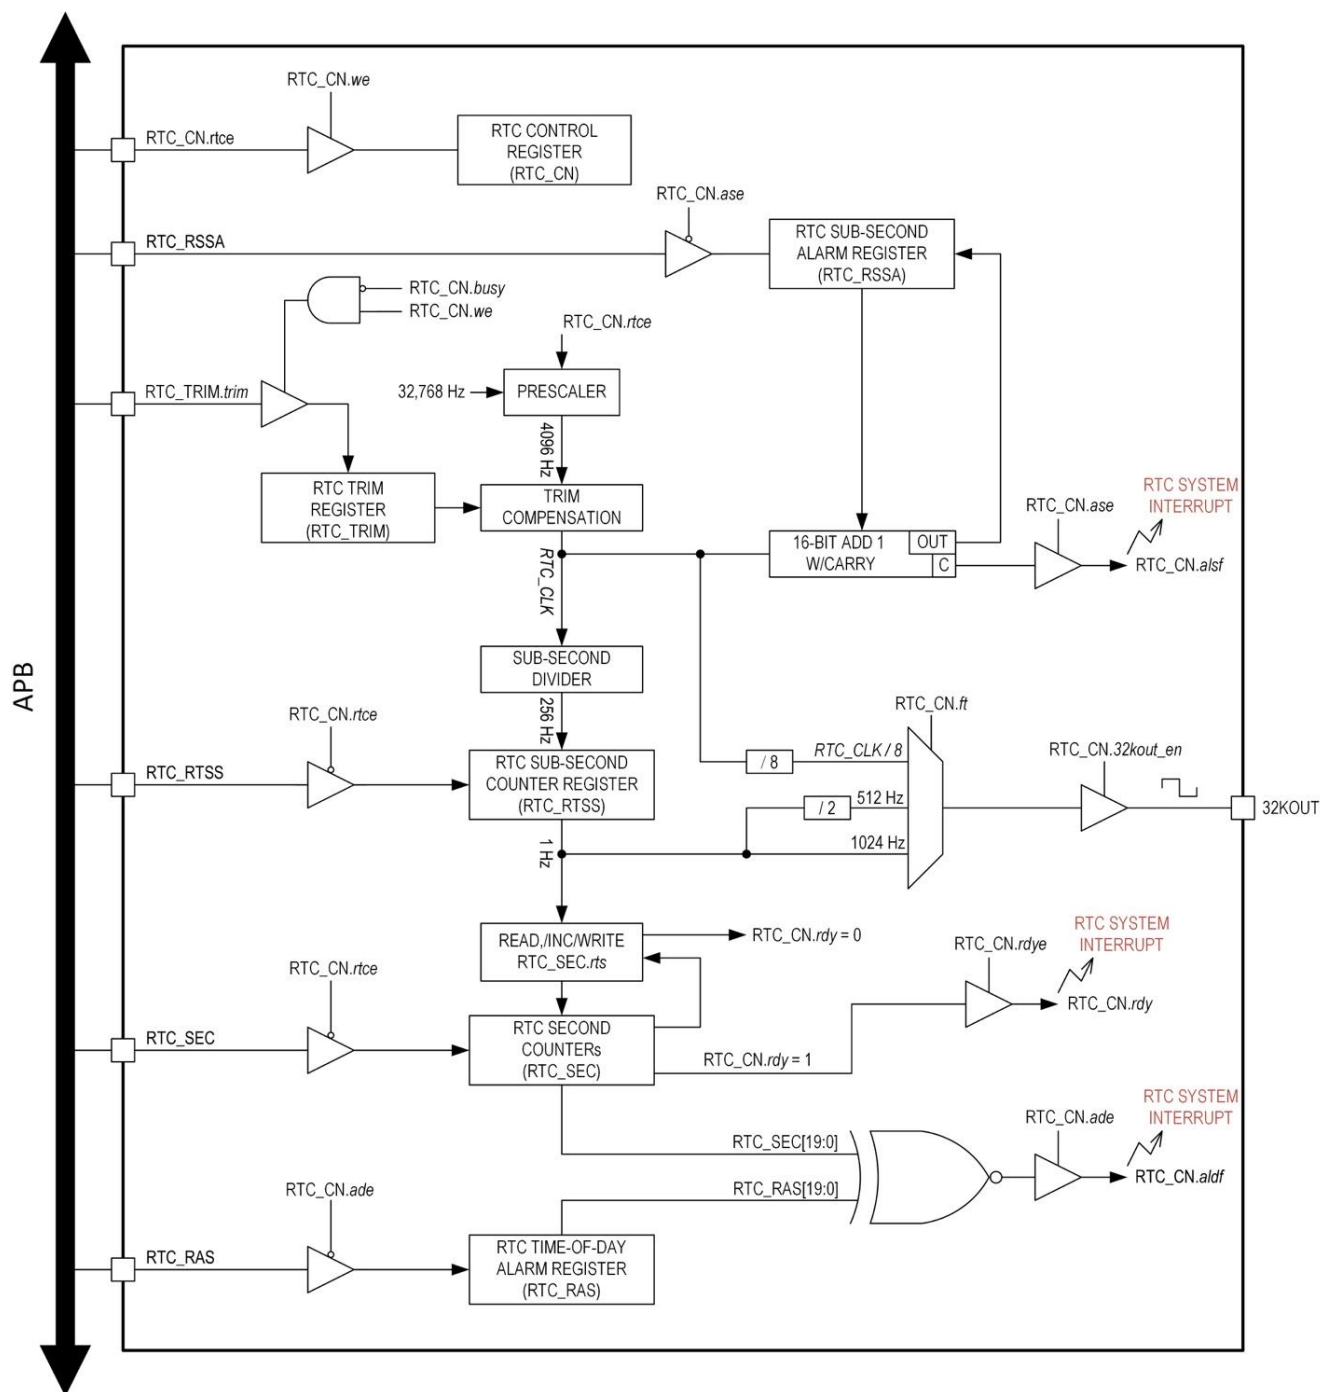 RTC_CN.we
RTC_CN.rtce
RTC CONTROL
REGISTER
(RTC_CN)
RTC_CN.ase
RTC_RSSA
RTC SUB-SECOND
ALARM REGISTER
(RTC_RSSA)
RTC_CN.busy
RTC_CN.we
RTC_CN.rtce
RTC_TRIM.trim
32,768 Hz
PRESCALER
4096 Hz
RTC TRIM
REGISTER
(RTC_TRIM)
TRIM
COMPENSATION
RTC SYSTEM
INTERRUPT
RTC_CN.ase
16-BIT ADD 1
W/CARRY
OUT
C
RTC_CN.alsf
RTC_CLK
APB
SUB-SECOND
DIVIDER
256 Hz
RTC_CN.rtce
RTC_CN.ft
RTC_RTSS
RTC SUB-SECOND
COUNTER REGISTER
(RTC_RTSS)
/ 8
RTC_CLK / 8
RTC_CN.32kout_en
/ 2
512 Hz
32KOUT
1 Hz
1024 Hz
READ,/INC/WRITE
RTC_SEC.rts
RTC_CN.rdy = 0
RTC_CN.rdye
RTC SYSTEM
INTERRUPT
RTC_CN.rdy
RTC_CN.rtce
RTC_SEC
RTC SECOND
COUNTERs
(RTC_SEC)
RTC_CN.rdy = 1
RTC SYSTEM
INTERRUPT
RTC_CN.ade
RTC_SEC[19:0]
RTC_RAS[19:0]
RTC_CN.aldf
RTC_CN.ade
RTC_RAS
RTC TIME-OF-DAY
ALARM REGISTER
(RTC_RAS)